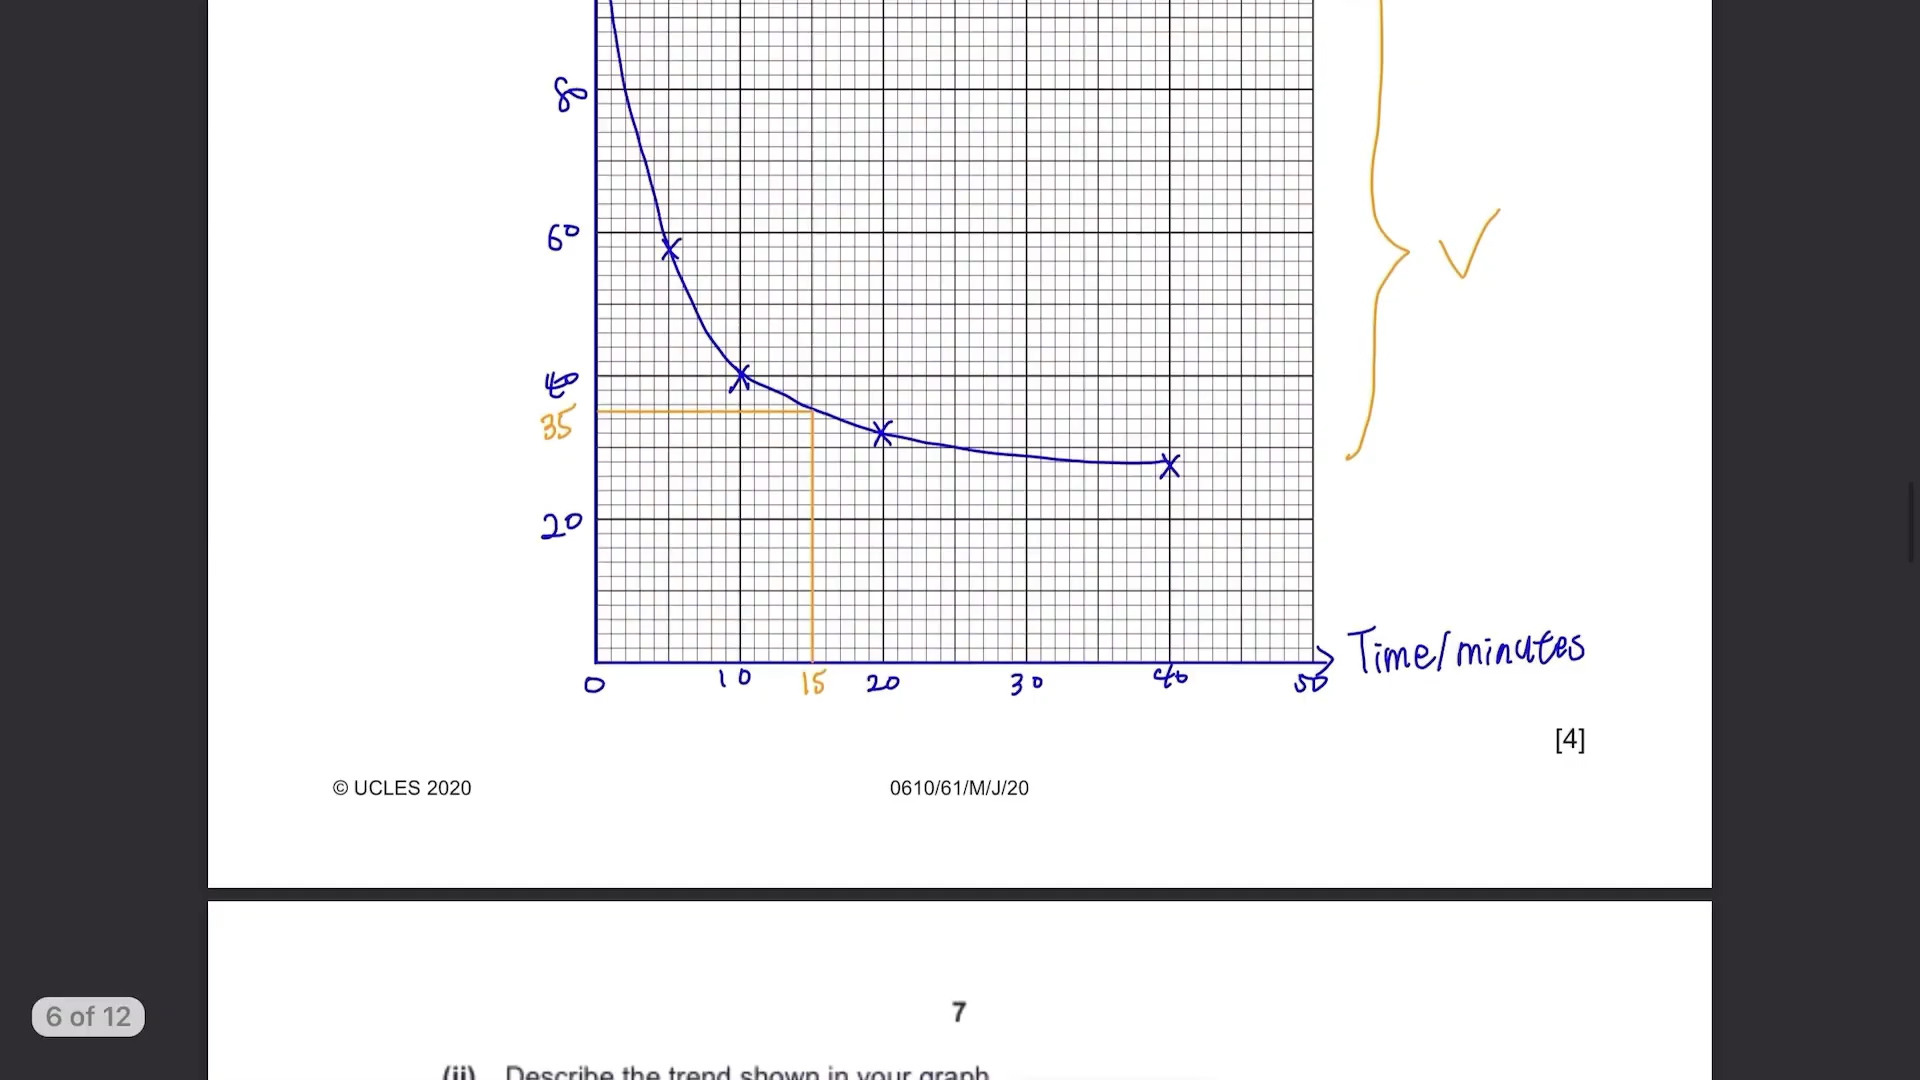 80
60
40
35
20
0 10 15 20 30 40 50 Time/minutes
[4]
© UCLES 2020 0610/61/M/J/20
6 of 12
7
(ii) Describe the trend shown in your graph